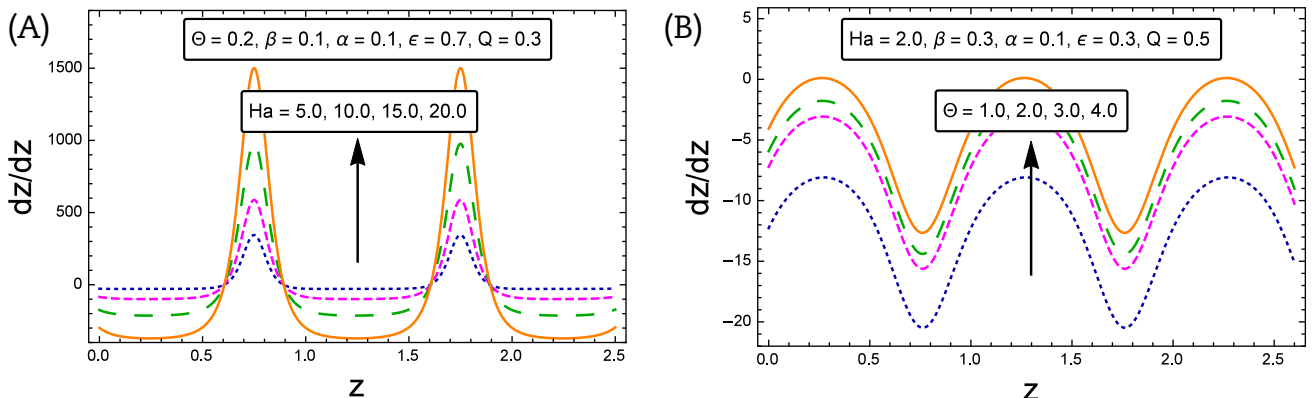 (A)
Θ = 0.2, β = 0.1, α = 0.1, ϵ = 0.7, Q = 0.3
Ha = 5.0, 10.0, 15.0, 20.0
dz/dz
1500
1000
500
0
0.0 0.5 1.0 1.5 2.0 2.5
z
(B)
Ha = 2.0, β = 0.3, α = 0.1, ϵ = 0.3, Q = 0.5
Θ = 1.0, 2.0, 3.0, 4.0
dz/dz
5
0
−5
−10
−15
−20
0.0 0.5 1.0 1.5 2.0 2.5
z